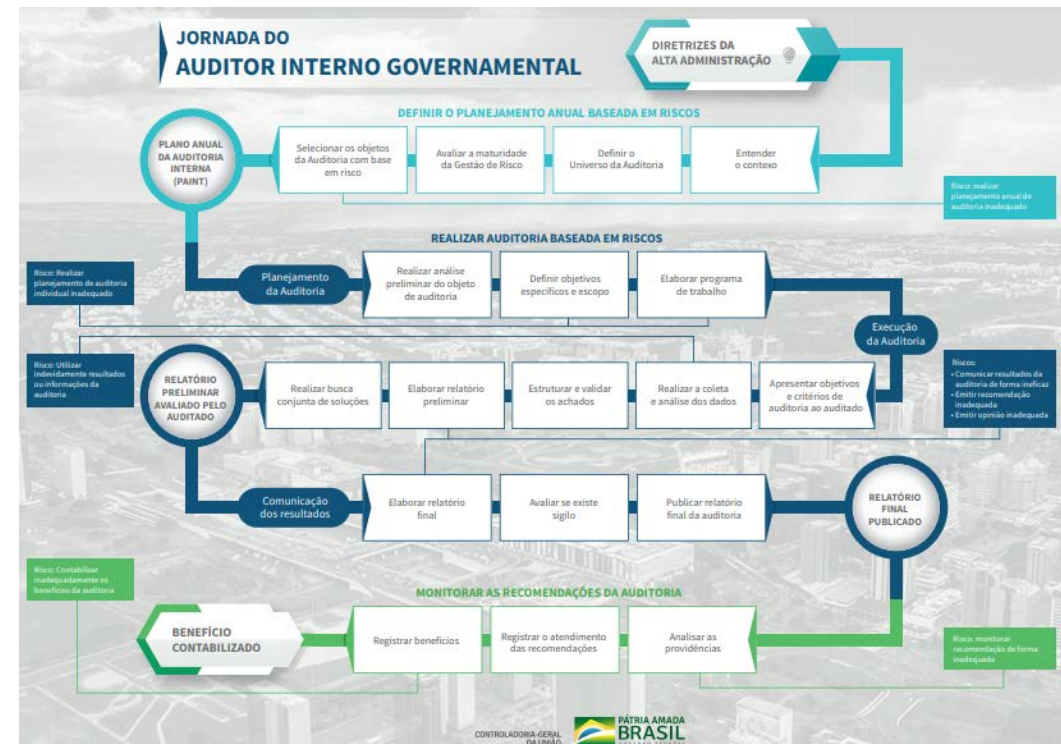 JORNADA DO
AUDITOR INTERNO GOVERNAMENTAL
DIRETRIZES DA
ALTA ADMINISTRAÇÃO
DEFINIR O PLANEJAMENTO ANUAL BASEADA EM RISCOS
PLANO ANUAL
DA AUDITORIA
INTERNA
(PAINT)
Selecionar os objetos
da Auditoria com base
em risco
Avaliar a maturidade
da Gestão de Risco
Definir o
Universo da Auditoria
Entender
o contexo
Risco: realizar
planejamento anual de
auditoria inadequado
REALIZAR AUDITORIA BASEADA EM RISCOS
Risco: Realizar
planejamento de auditoria
individual inadequado
Planejamento
da Auditoria
Realizar análise
preliminar do objeto
de auditoria
Definir objetivos
específicos e escopo
Elaborar programa
de trabalho
Execução
da Auditoria
Risco: Utilizar
indevidamente resultados
ou informações da
auditoria
RELATÓRIO
PRELIMINAR
AVALIADO PELO
AUDITADO
Realizar busca
conjunta de soluções
Elaborar relatório
preliminar
Estruturar e validar
os achados
Realizar a coleta
e análise dos dados
Apresentar objetivos
e critérios de
auditoria ao auditado
Riscos:
• Comunicar resultados da
auditoria de forma ineficaz
• Emitir recomendação
inadequada
• Emitir opinião inadequada
Comunicação
dos resultados
Elaborar relatório
final
Avaliar se existe
sigilo
Publicar relatório
final da auditoria
RELATÓRIO
FINAL
PUBLICADO
Risco: Contabilizar
inadequadamente os
benefícios da auditoria
MONITORAR AS RECOMENDAÇÕES DA AUDITORIA
BENEFÍCIO
CONTABILIZADO
Registrar benefícios
Registrar o atendimento
das recomendações
Analisar as
providências
Risco: monitorar
recomendação de forma
inadequada
CONTROLADORIA-GERAL
DA UNIÃO
PÁTRIA AMADA
BRASIL
GOVERNO FEDERAL